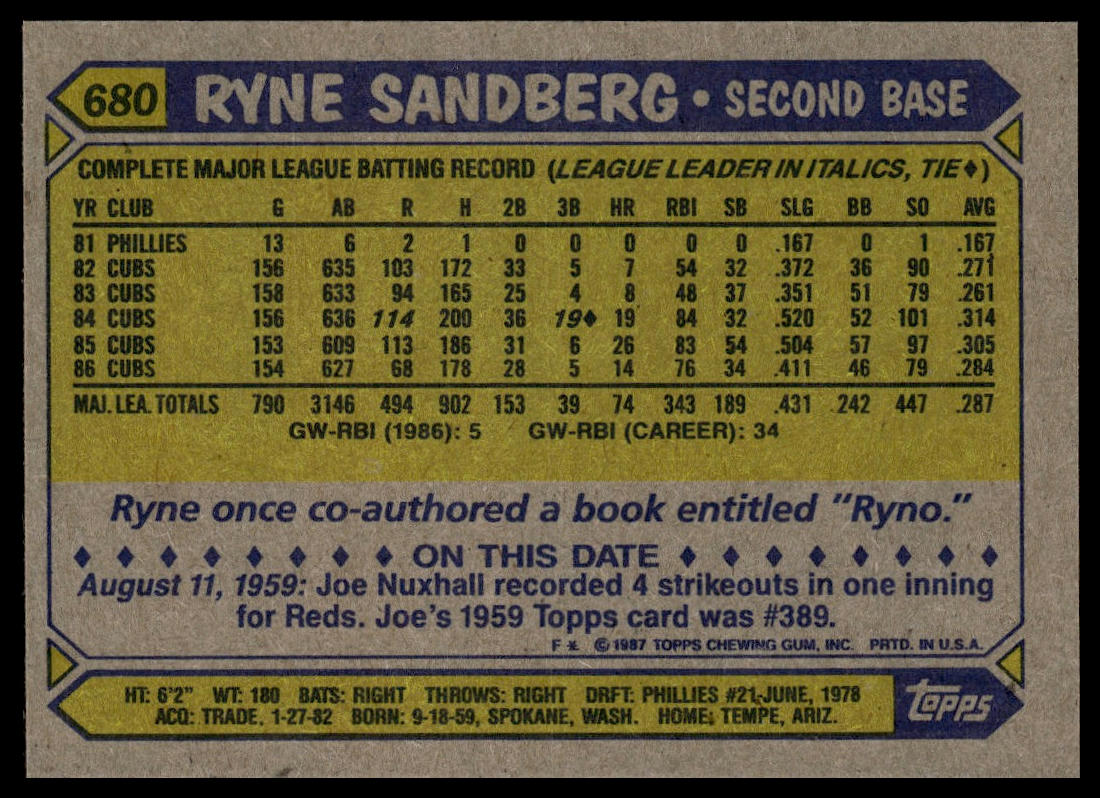 680 RYNE SANDBERG • SECOND BASE
COMPLETE MAJOR LEAGUE BATTING RECORD (LEAGUE LEADER IN ITALICS, TIE♦)
YR CLUB G AB R H 2B 3B HR RBI SB SLG BB SO AVG
81 PHILLIES 13 6 2 1 0 0 0 0 0 .167 0 1 .167
82 CUBS 156 635 103 172 33 5 7 54 32 .372 36 90 .271
83 CUBS 158 633 94 165 25 4 8 48 37 .351 51 79 .261
84 CUBS 156 636 114 200 36 19♦ 19 84 32 .520 52 101 .314
85 CUBS 153 609 113 186 31 6 26 83 54 .504 57 97 .305
86 CUBS 154 627 68 178 28 5 14 76 34 .411 46 79 .284
MAJ. LEA. TOTALS 790 3146 494 902 153 39 74 343 189 .431 242 447 .287
GW-RBI (1986): 5 GW-RBI (CAREER): 34
Ryne once co-authored a book entitled "Ryno."
♦ ♦ ♦ ♦ ♦ ♦ ♦ ♦ ON THIS DATE ♦ ♦ ♦ ♦ ♦ ♦ ♦ ♦
August 11, 1959: Joe Nuxhall recorded 4 strikeouts in one inning
for Reds. Joe's 1959 Topps card was #389.
F * © 1987 TOPPS CHEWING GUM, INC. PRTD. IN U.S.A.
HT: 6'2" WT: 180 BATS: RIGHT THROWS: RIGHT DRFT: PHILLIES #21-JUNE, 1978
ACQ: TRADE, 1-27-82 BORN: 9-18-59, SPOKANE, WASH. HOME: TEMPE, ARIZ.
topps